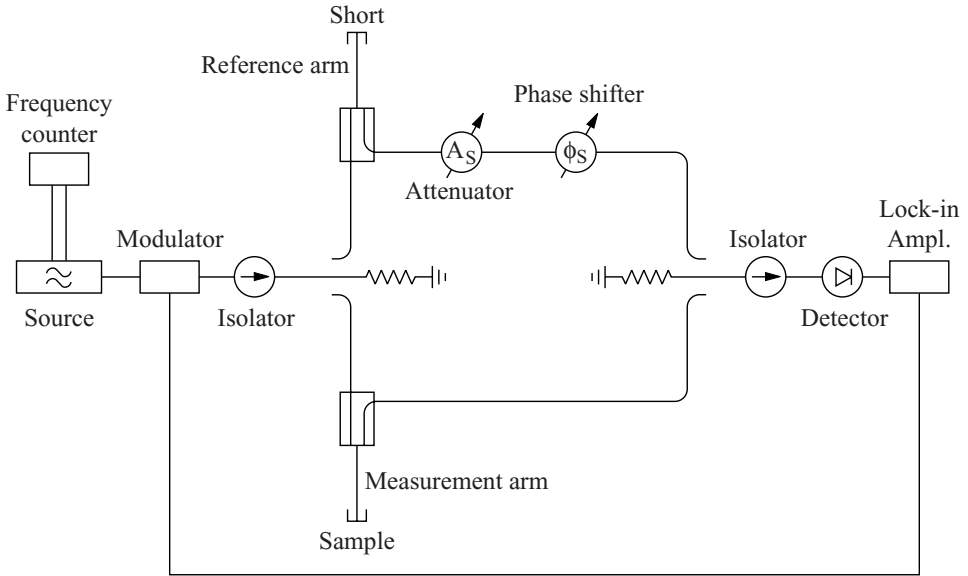 Short
Reference arm
Frequency
counter
Phase shifter
A_S
ϕ_S
Attenuator
Modulator
Lock-in
Ampl.
Isolator
Source
Isolator
Detector
Measurement arm
Sample